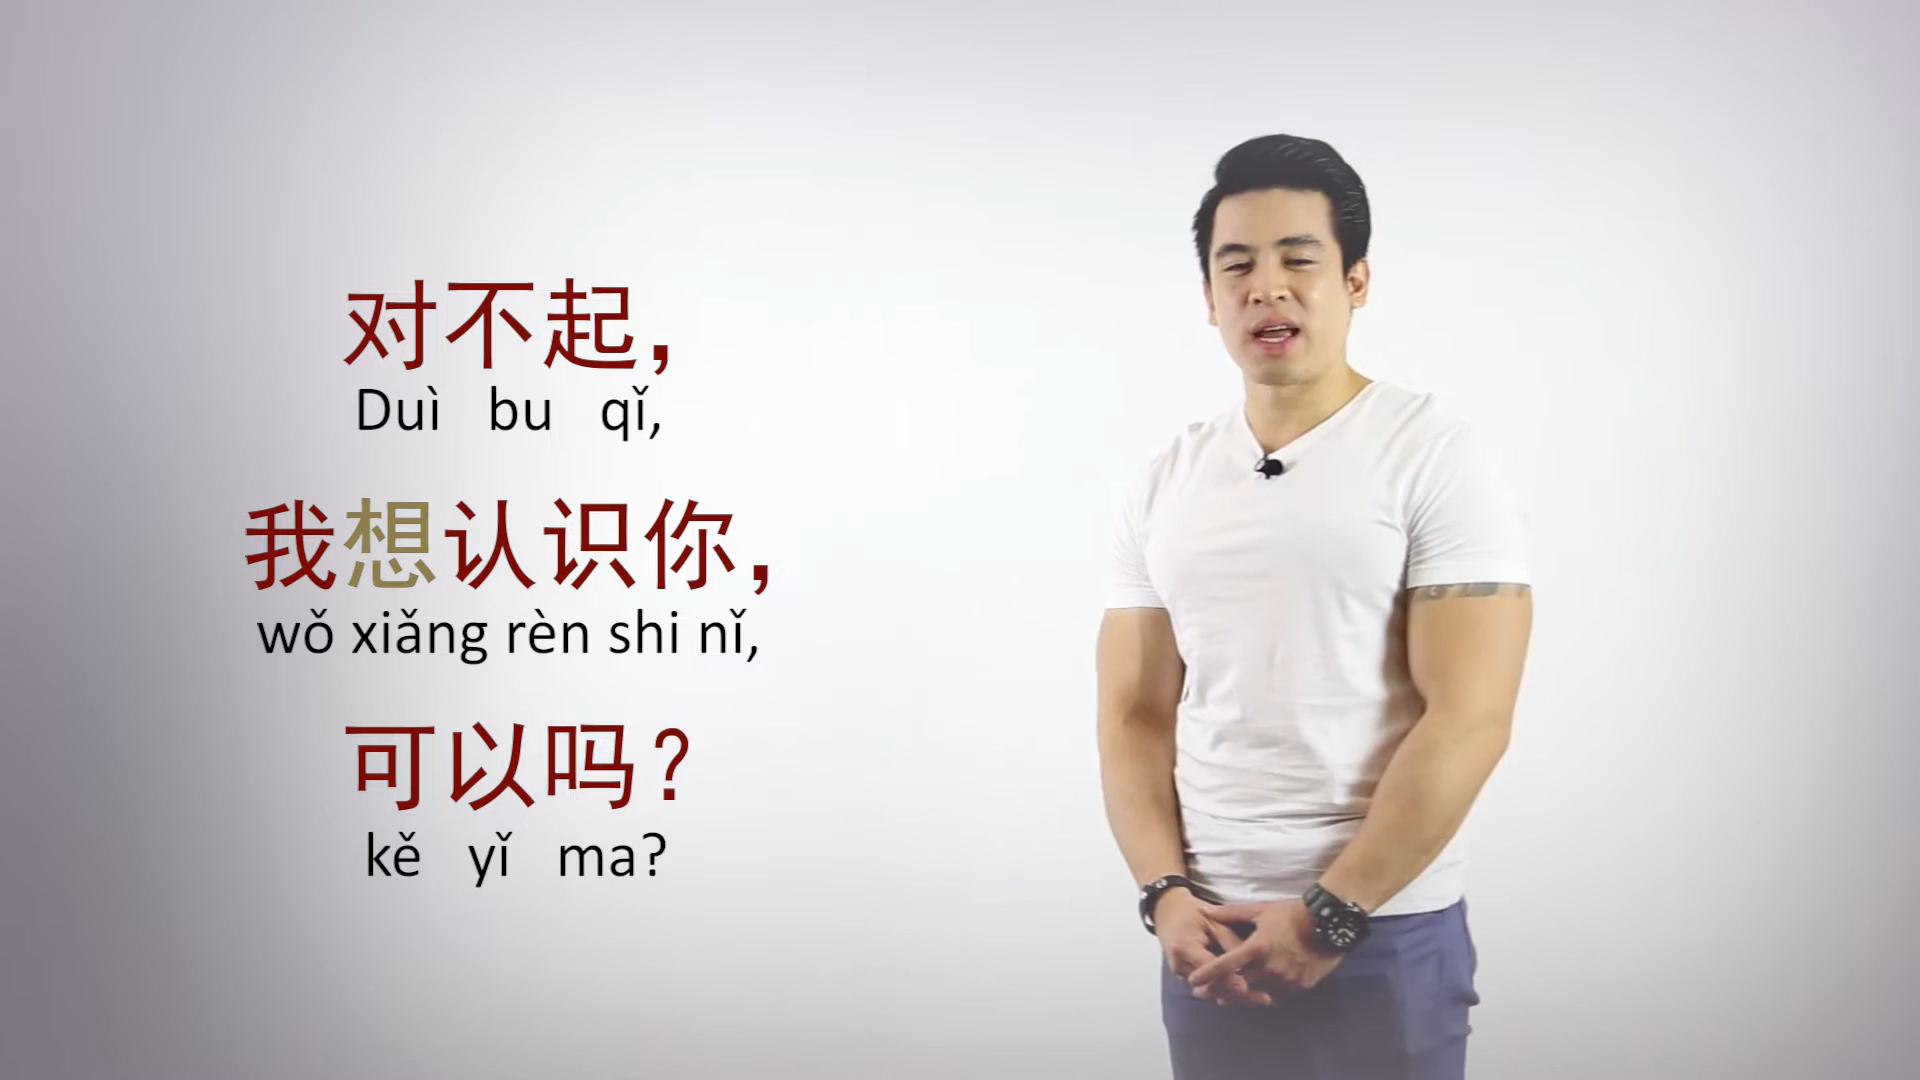 对不起，
Duì bu qǐ,
我想认识你，
wǒ xiǎng rèn shi nǐ,
可以吗？
kě yǐ ma?